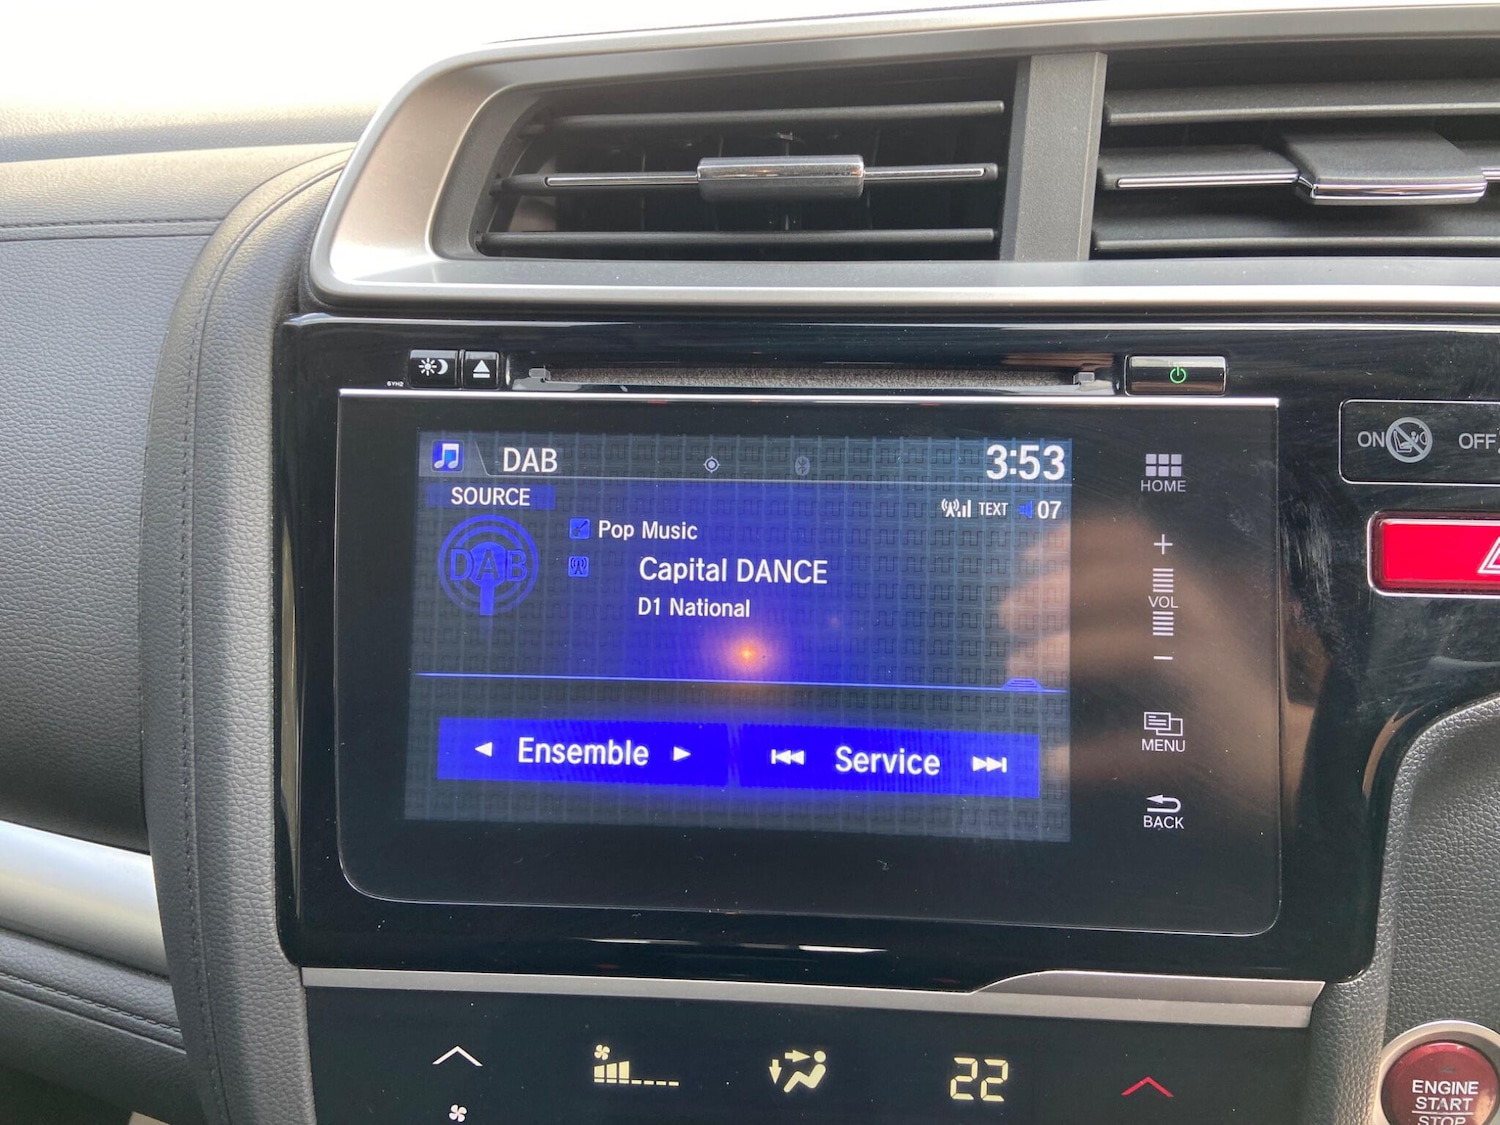 DAB
3:53
SOURCE
TEXT
07
Pop Music
DAB
Capital DANCE
D1 National
Ensemble
Service
HOME
+
VOL
−
MENU
BACK
ON
OFF
22
ENGINE
START
STOP